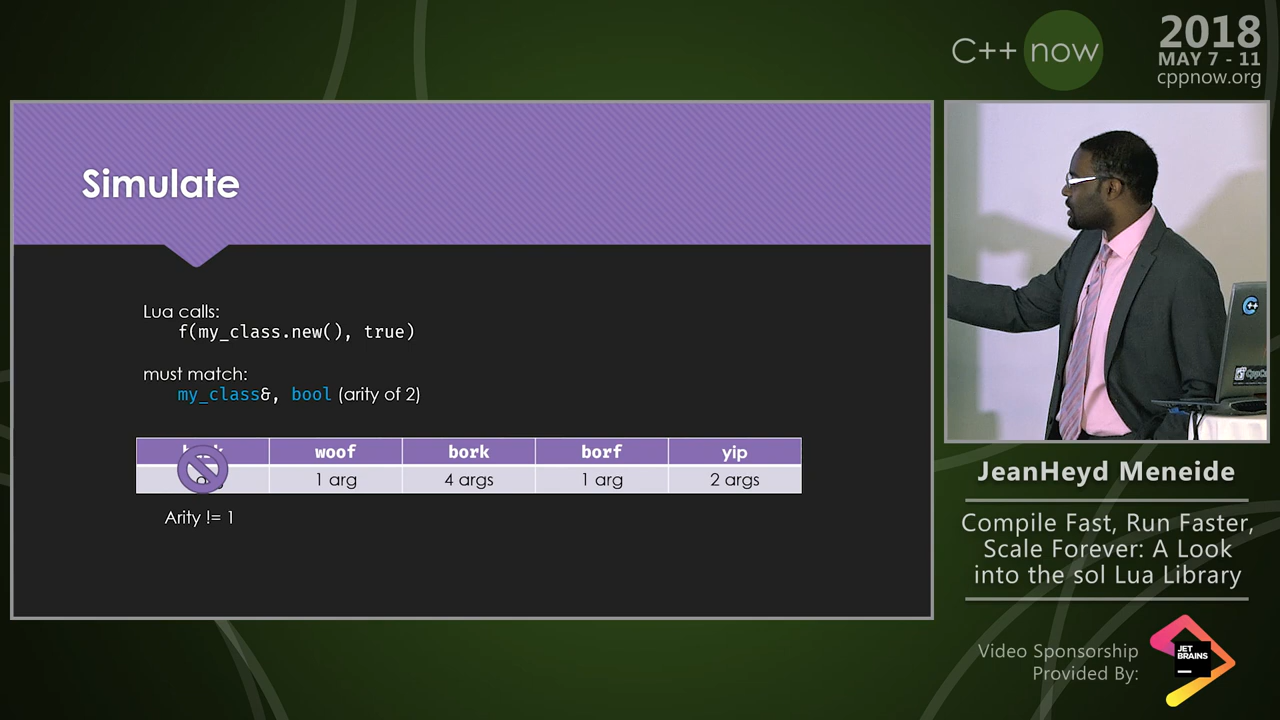 C++ now
2018
MAY 7 - 11
cppnow.org
Simulate
Lua calls:
f(my_class.new(), true)
must match:
my_class&, bool (arity of 2)
woof bork borf yip
1 arg 4 args 1 arg 2 args
Arity != 1
JeanHeyd Meneide
Compile Fast, Run Faster,
Scale Forever: A Look
into the sol Lua Library
Video Sponsorship
Provided By:
JET
BRAINS